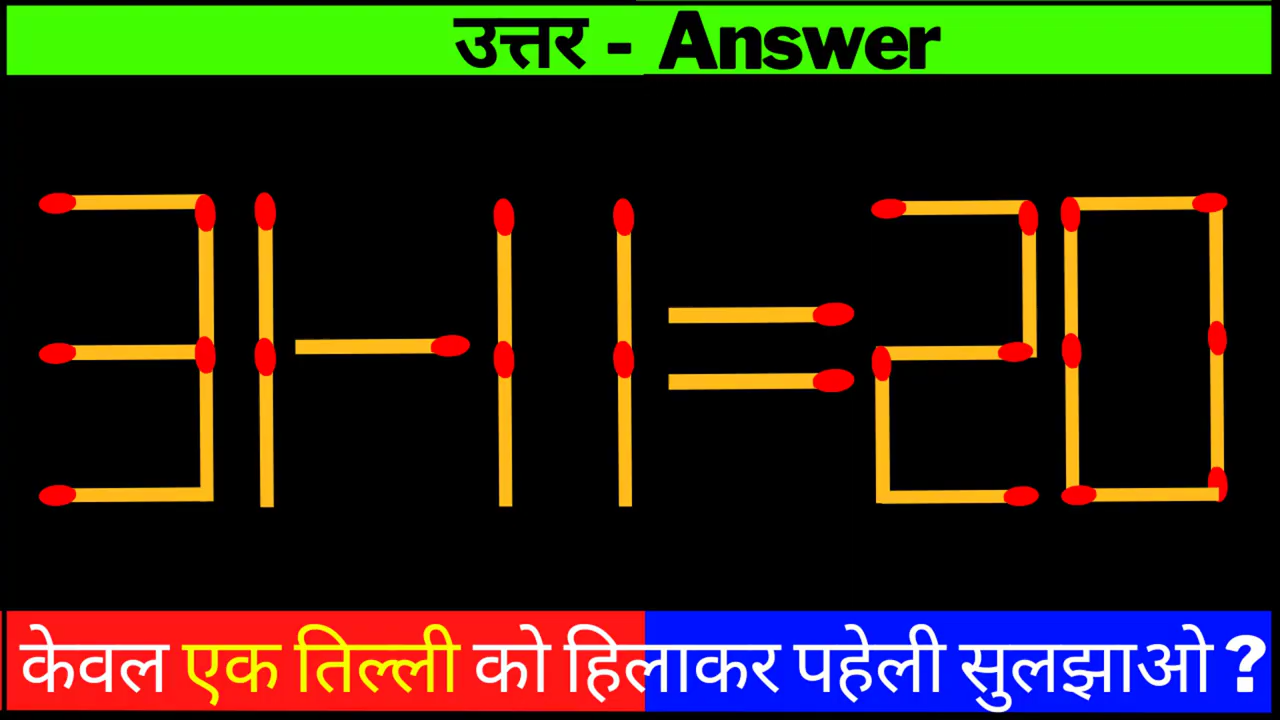 उत्तर - Answer
31-11=20
केवल एक तिल्ली को हिलाकर पहेली सुलझाओ ?